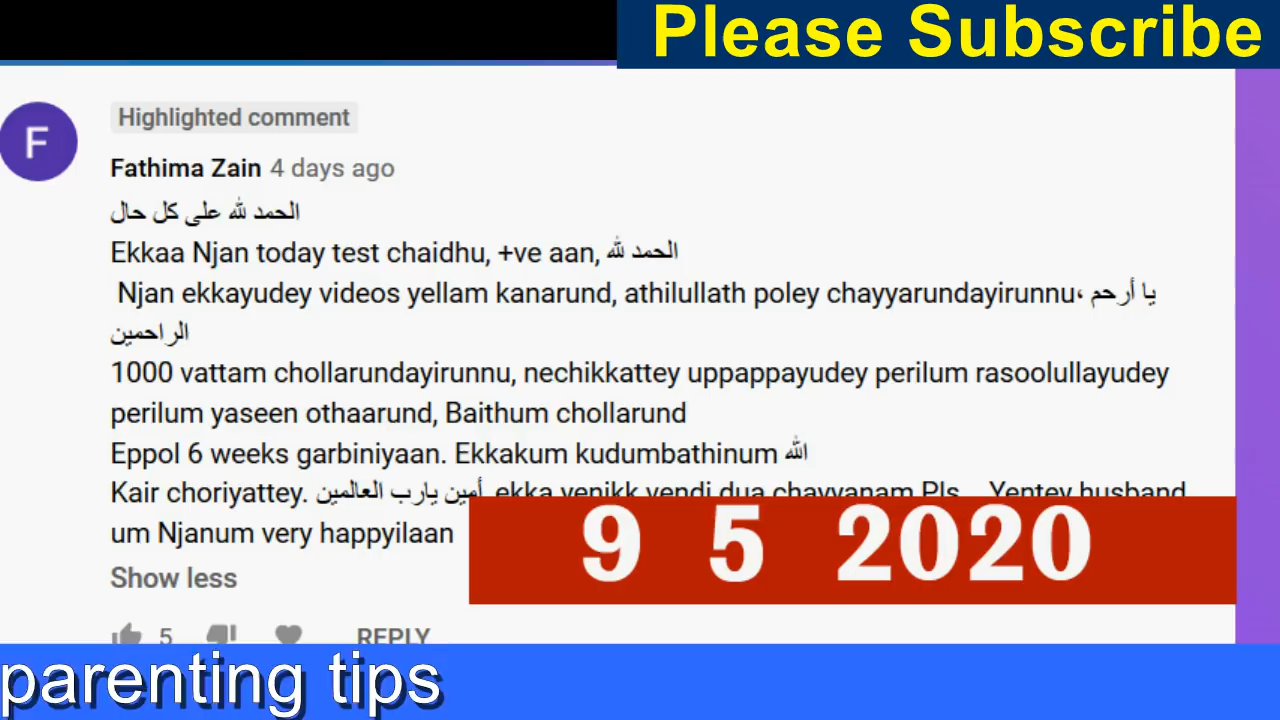 Please Subscribe
F
Highlighted comment
Fathima Zain 4 days ago
الحمد لله على كل حال
Ekkaa Njan today test chaidhu, +ve aan, الحمد لله
Njan ekkayudey videos yellam kanarund, athilullath poley chayyarundayirunnu، يا أرحم
الراحمين
1000 vattam chollarundayirunnu, nechikkattey uppappayudey perilum rasoolullayudey
perilum yaseen othaarund, Baithum chollarund
Eppol 6 weeks garbiniyaan. Ekkakum kudumbathinum الله
Kair choriyattey. أمين يارب العالمين ekka yenikk vendi dua chayyanam Pls... Yentey husband
um Njanum very happyilaan
9 5 2020
Show less
5 REPLY
parenting tips